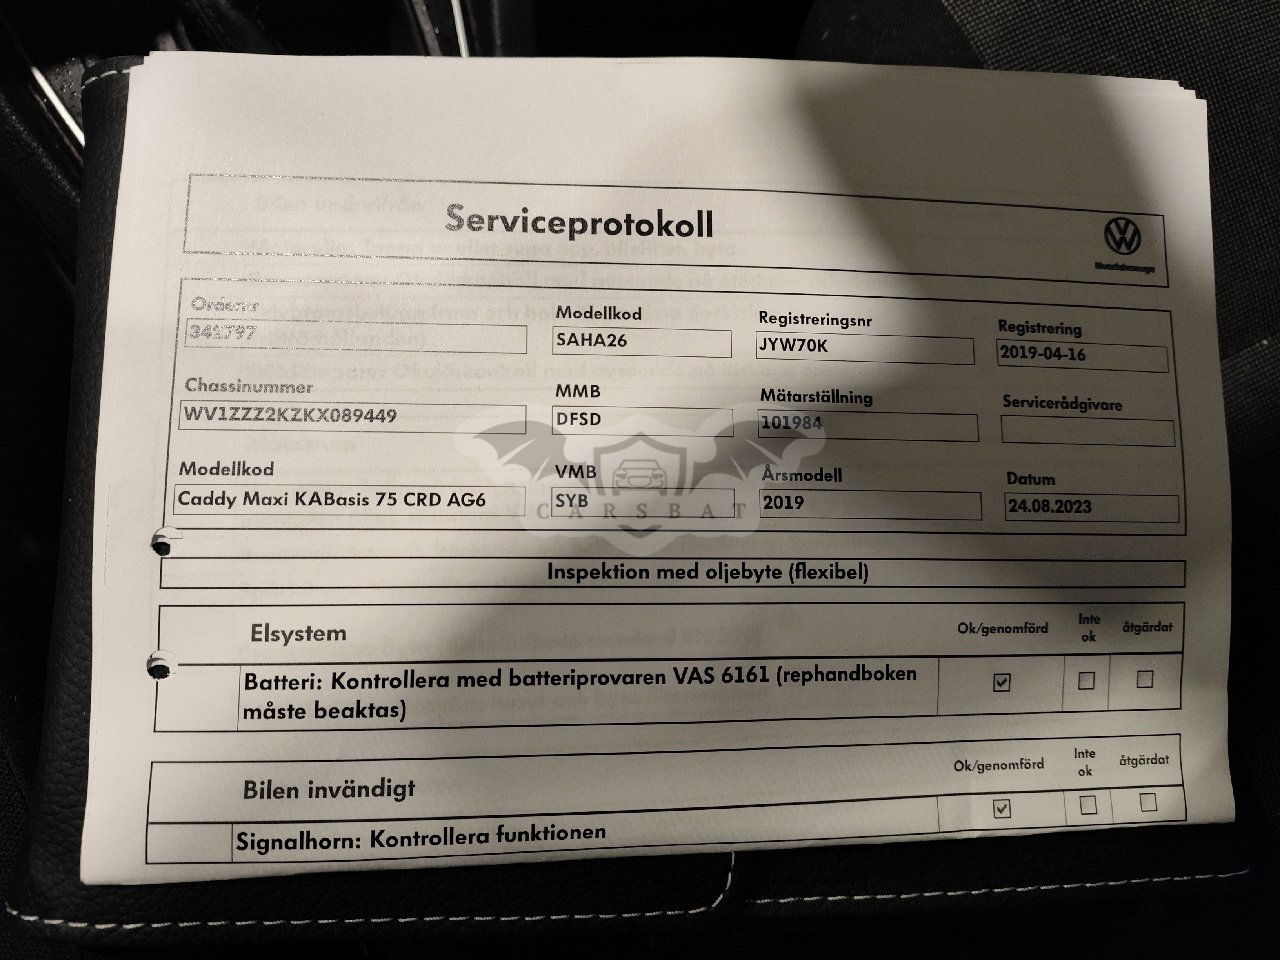 Serviceprotokoll
Nutzfahrzeuge
Ordernr Modellkod Registreringsnr Registrering
341797 SAHA26 JYW70K 2019-04-16
Chassinummer MMB Mätarställning Servicerådgivare
WV1ZZZ2KZKX089449 DFSD 101984
Modellkod VMB Årsmodell Datum
Caddy Maxi KABasis 75 CRD AG6 SYB 2019 24.08.2023
CARSBAT
Inspektion med oljebyte (flexibel)
Elsystem Ok/genomförd Inte ok åtgärdat
Batteri: Kontrollera med batteriprovaren VAS 6161 (rephandboken
måste beaktas)
Bilen invändigt Ok/genomförd Inte ok åtgärdat
Signalhorn: Kontrollera funktionen